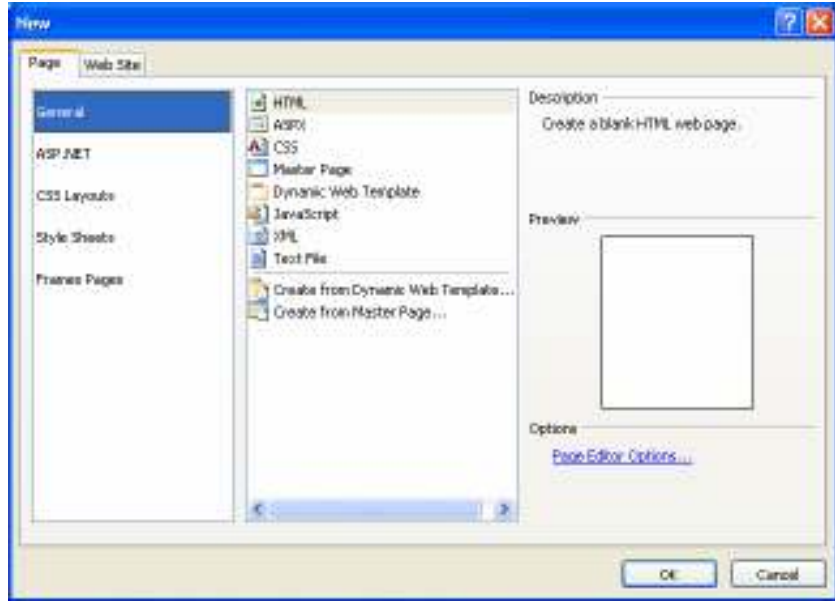 New
Page Web Site
General
ASP.NET
CSS Layouts
Style Sheets
Frames Pages
HTML
ASPX
CSS
Master Page
Dynamic Web Template
JavaScript
XML
Text File
Create from Dynamic Web Template...
Create from Master Page...
Description
Create a blank HTML web page.
Preview
Options
Page Editor Options...
OK Cancel